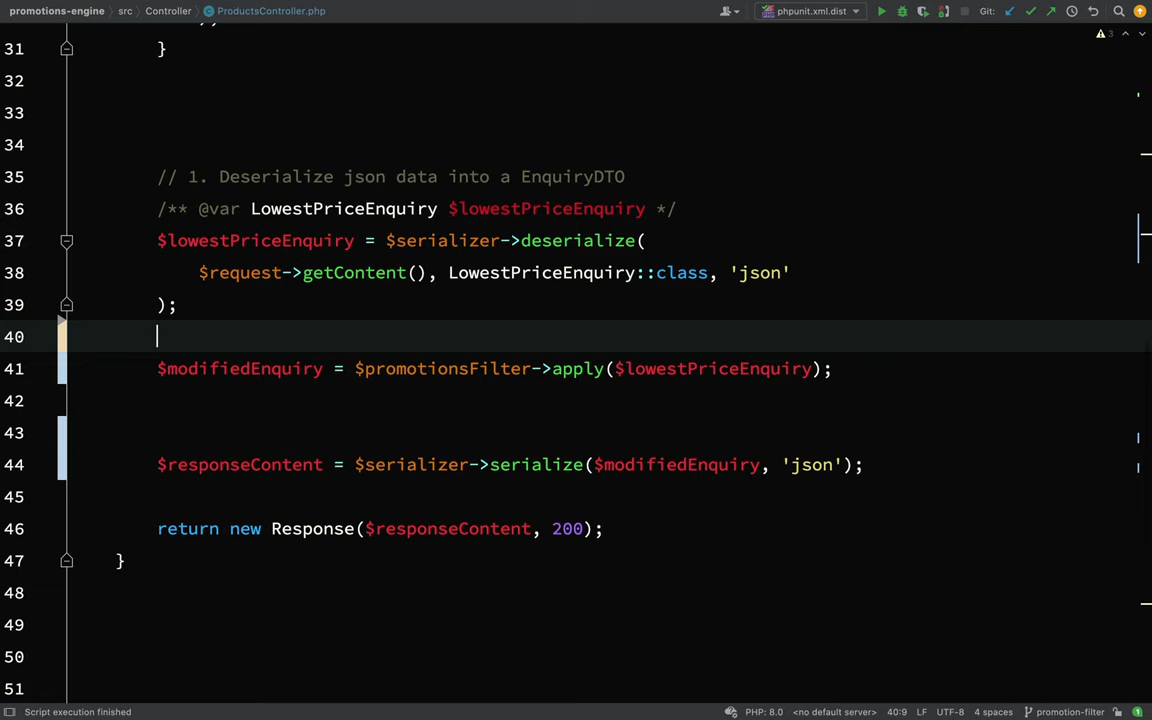 promotions-engine › src › Controller › ProductsController.php
phpunit.xml.dist
Git:
3
31 }
32
33
34
35 // 1. Deserialize json data into a EnquiryDTO
36 /** @var LowestPriceEnquiry $lowestPriceEnquiry */
37 $lowestPriceEnquiry = $serializer->deserialize(
38 $request->getContent(), LowestPriceEnquiry::class, 'json'
39 );
40
41 $modifiedEnquiry = $promotionsFilter->apply($lowestPriceEnquiry);
42
43
44 $responseContent = $serializer->serialize($modifiedEnquiry, 'json');
45
46 return new Response($responseContent, 200);
47 }
48
49
50
51
Script execution finished
PHP: 8.0 <no default server> 40:9 LF UTF-8 4 spaces promotion-filter 1